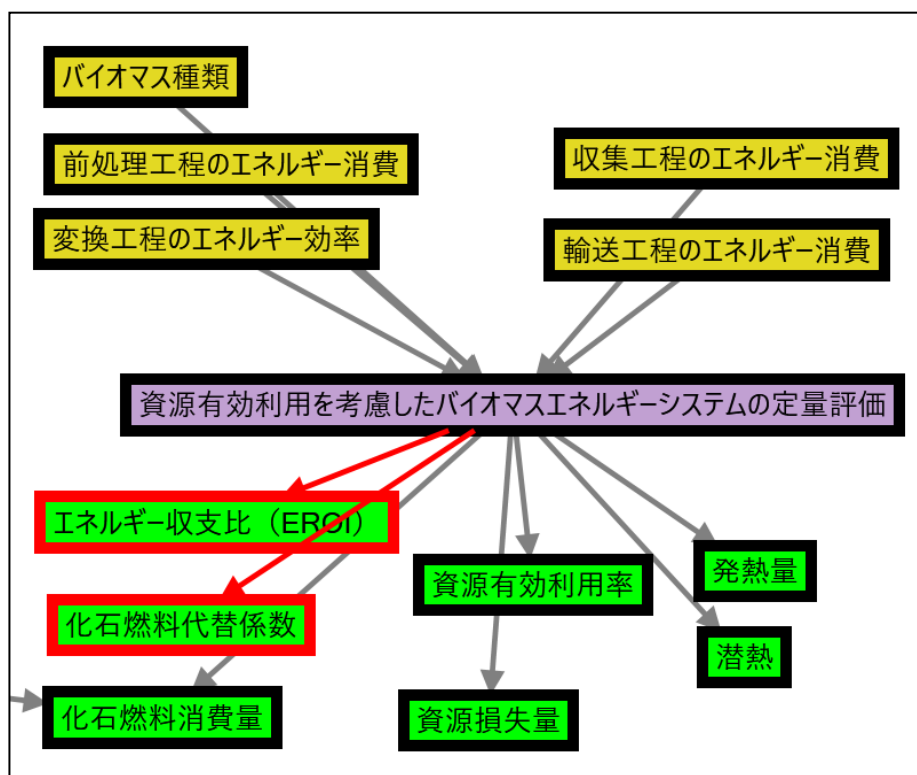 バイオマス種類
前処理工程のエネルギー消費
収集工程のエネルギー消費
変換工程のエネルギー効率
輸送工程のエネルギー消費
資源有効利用を考慮したバイオマスエネルギーシステムの定量評価
エネルギー収支比（EROI）
資源有効利用率
発熱量
化石燃料代替係数
潜熱
化石燃料消費量
資源損失量